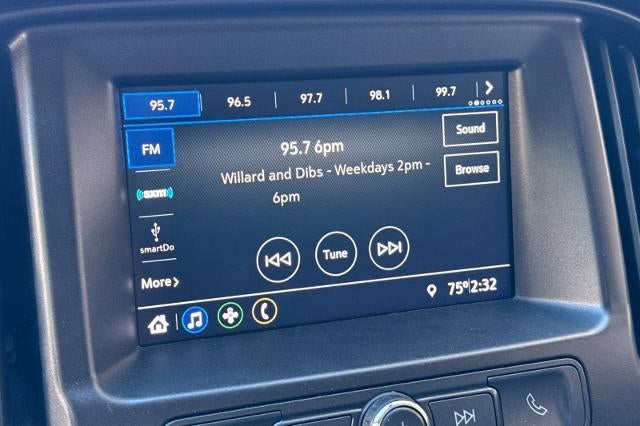 95.7 96.5 97.7 98.1 99.7
FM
95.7 6pm
Sound
Willard and Dibs - Weekdays 2pm -
6pm
Browse
sxm
smartDo
Tune
More
75° 2:32